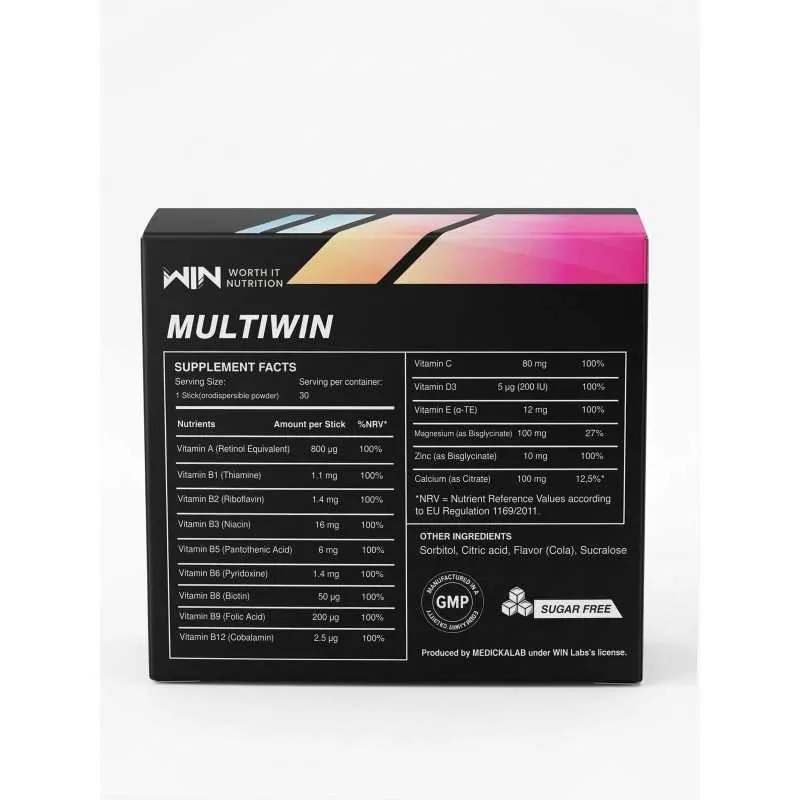 WIN WORTH IT
NUTRITION
MULTIWIN
SUPPLEMENT FACTS
Serving Size: Serving per container:
1 Stick(orodispersible powder) 30
Nutrients Amount per Stick %NRV*
Vitamin A (Retinol Equivalent) 800 µg 100%
Vitamin B1 (Thiamine) 1.1 mg 100%
Vitamin B2 (Riboflavin) 1.4 mg 100%
Vitamin B3 (Niacin) 16 mg 100%
Vitamin B5 (Pantothenic Acid) 6 mg 100%
Vitamin B6 (Pyridoxine) 1.4 mg 100%
Vitamin B8 (Biotin) 50 µg 100%
Vitamin B9 (Folic Acid) 200 µg 100%
Vitamin B12 (Cobalamin) 2.5 µg 100%
Vitamin C 80 mg 100%
Vitamin D3 5 µg (200 IU) 100%
Vitamin E (α-TE) 12 mg 100%
Magnesium (as Bisglycinate) 100 mg 27%
Zinc (as Bisglycinate) 10 mg 100%
Calcium (as Citrate) 100 mg 12,5%*
*NRV = Nutrient Reference Values according
to EU Regulation 1169/2011.
OTHER INGREDIENTS
Sorbitol, Citric acid, Flavor (Cola), Sucralose
MANUFACTURED IN A
GMP
SUGAR FREE
Produced by MEDICKALAB under WIN Labs's license.